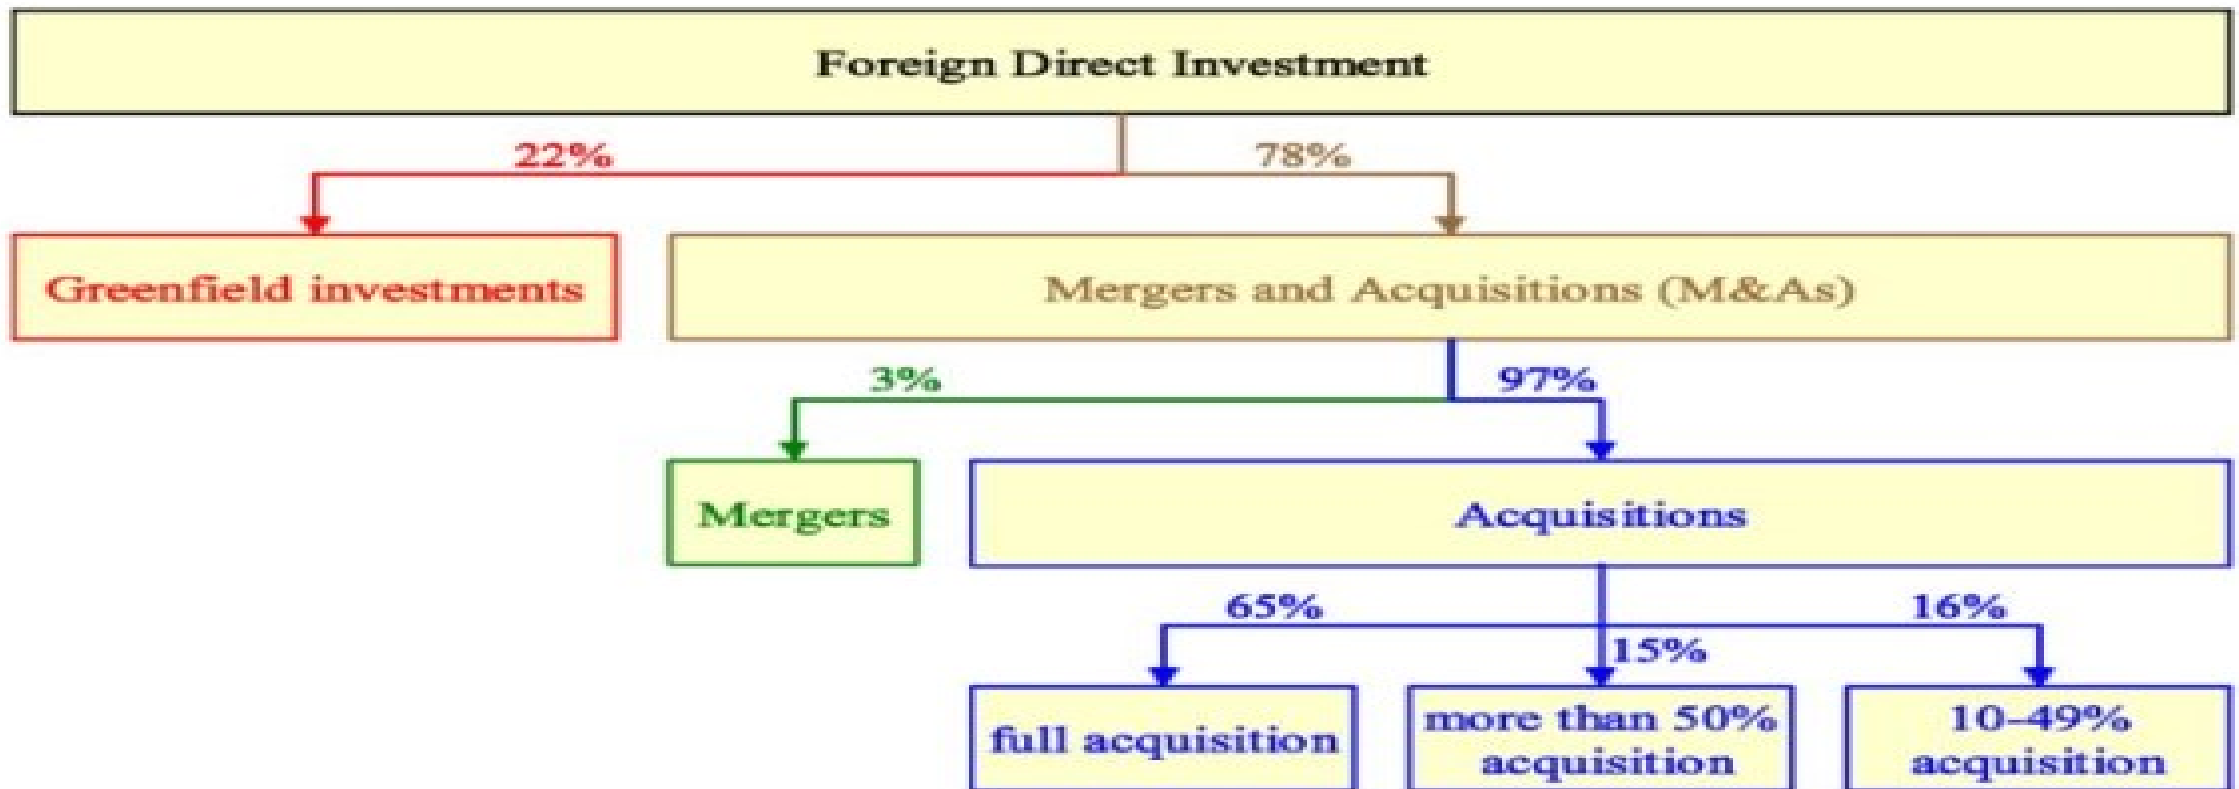 Foreign Direct Investment
22%
78%
Greenfield investments
Mergers and Acquisitions (M&As)
3%
97%
Mergers
Acquisitions
65%
16%
15%
full acquisition
more than 50%
acquisition
10-49%
acquisition